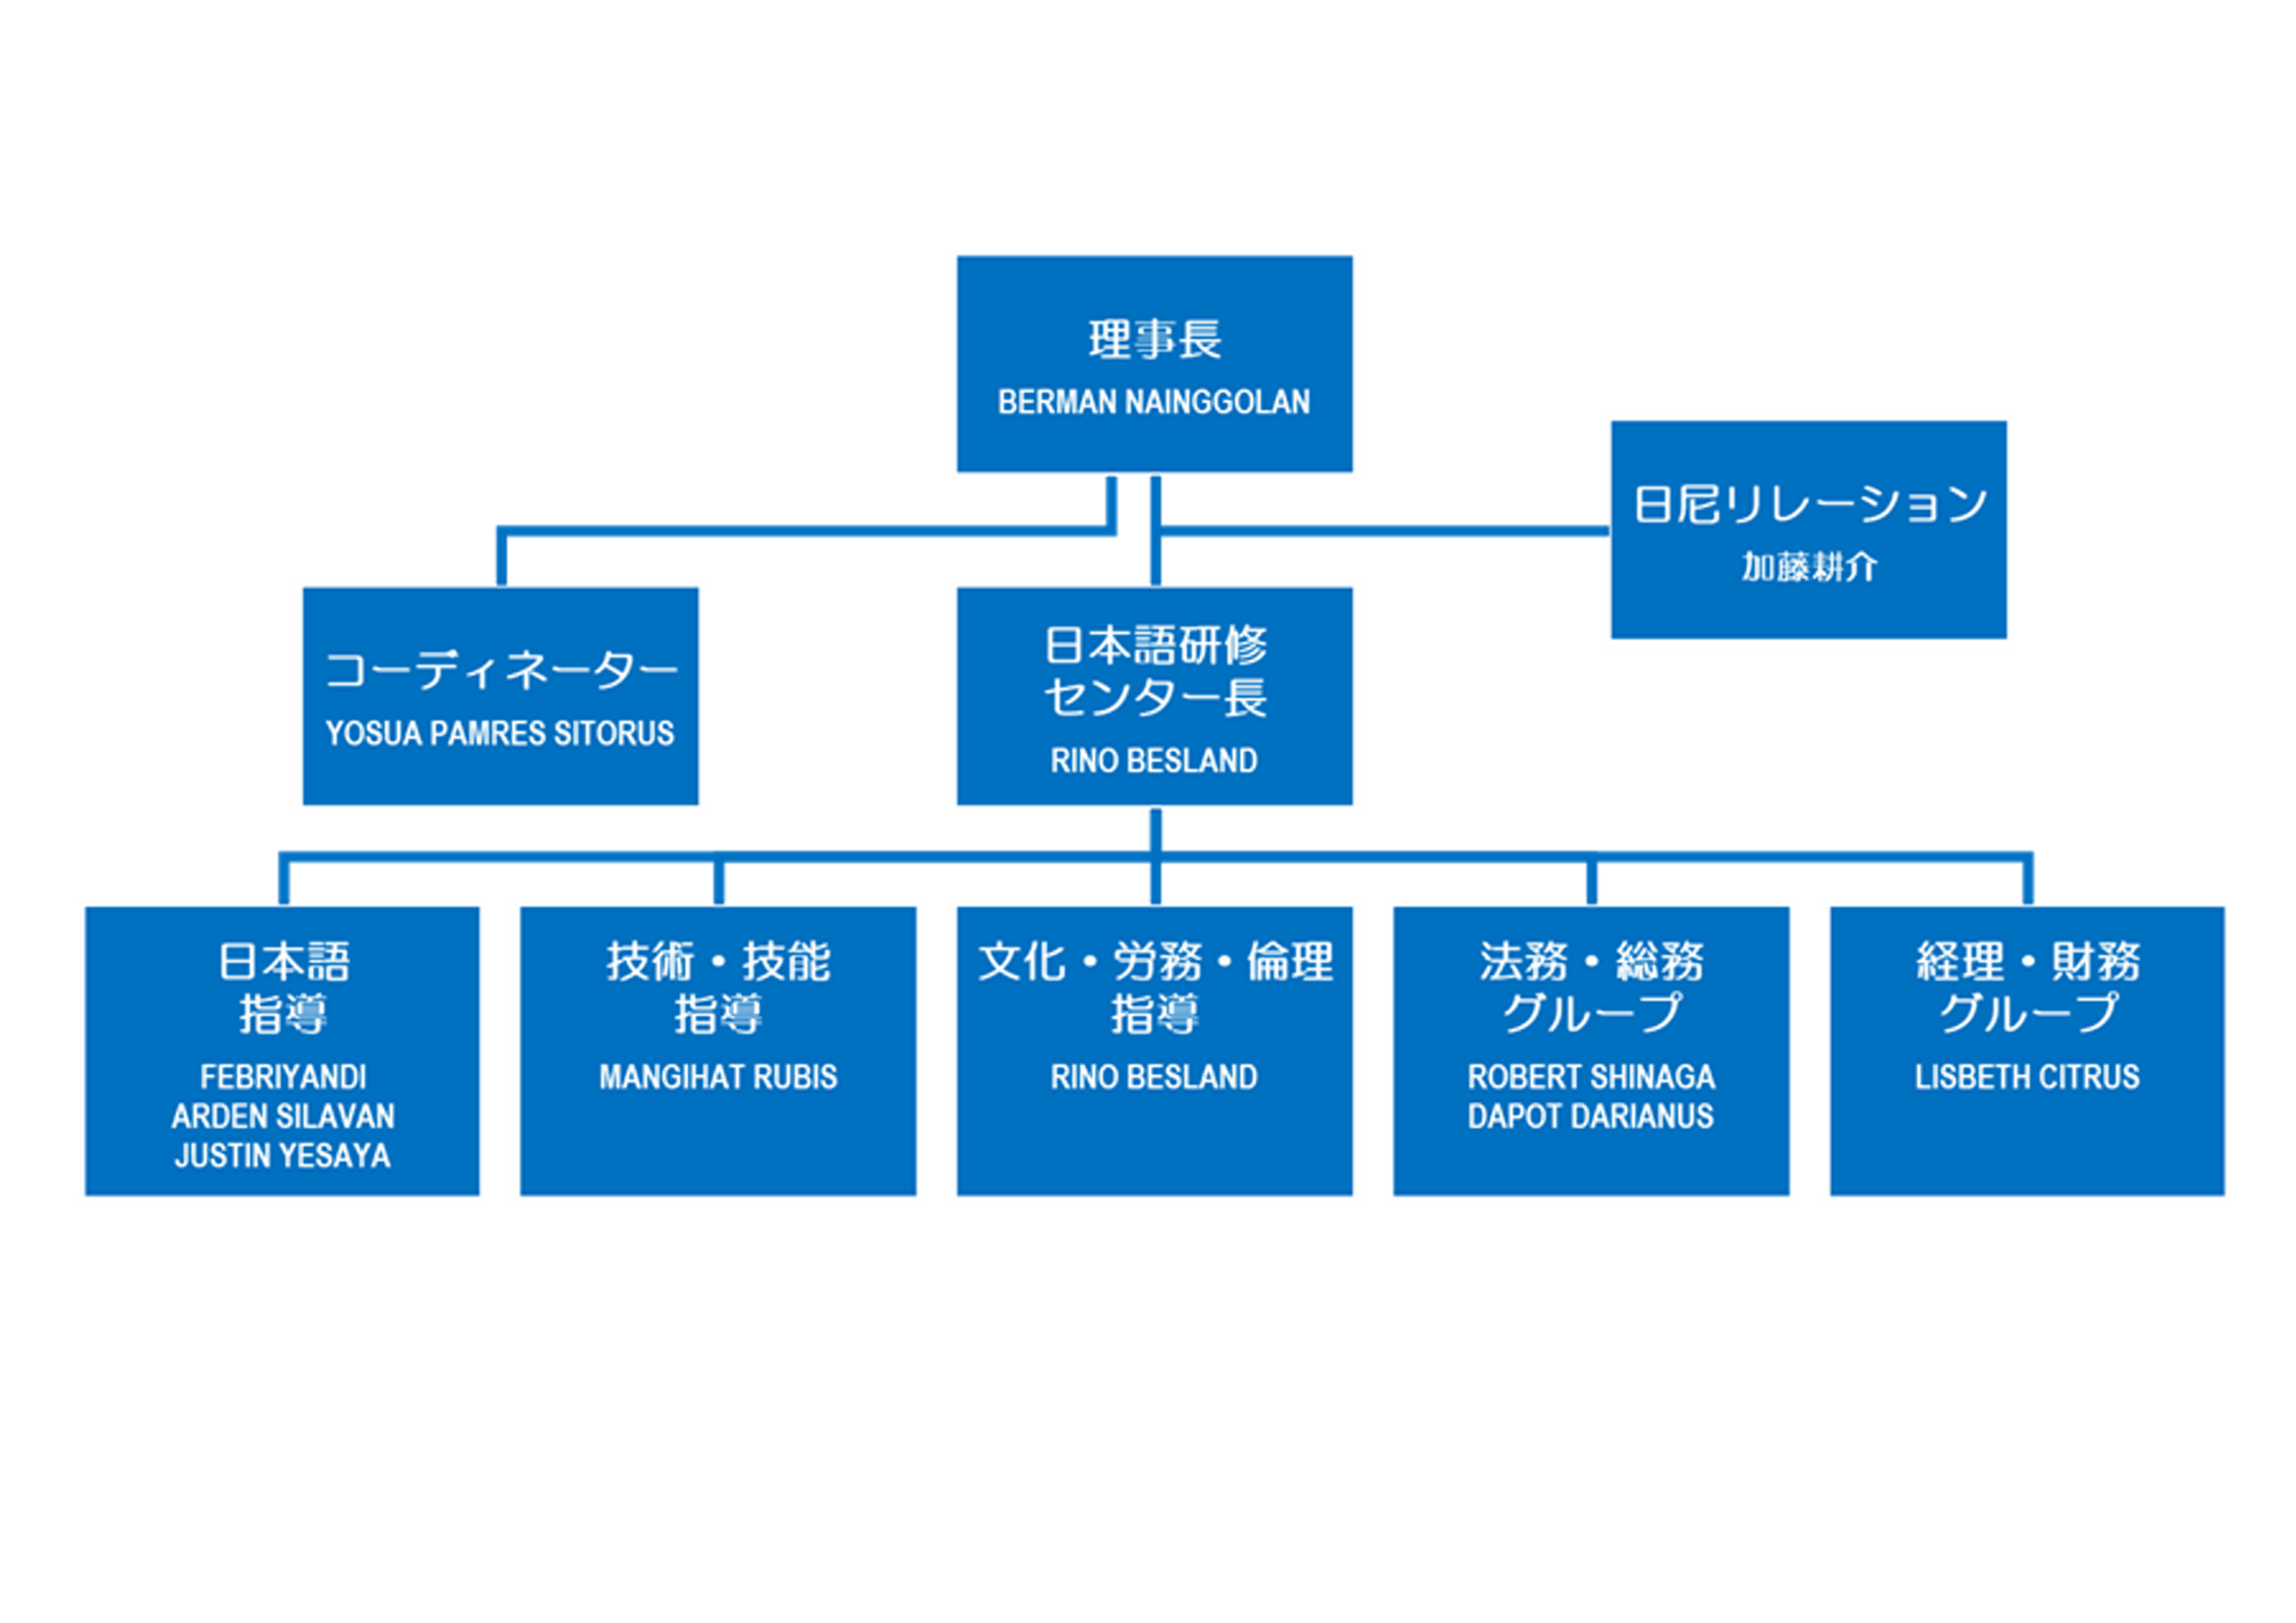 理事長
BERMAN NAINGGOLAN
日尼リレーション
加藤耕介
コーディネーター
YOSUA PAMRES SITORUS
日本語研修
センター長
RINO BESLAND
日本語
指導
FEBRIYANDI
ARDEN SILAVAN
JUSTIN YESAYA
技術・技能
指導
MANGIHAT RUBIS
文化・労務・倫理
指導
RINO BESLAND
法務・総務
グループ
ROBERT SHINAGA
DAPOT DARIANUS
経理・財務
グループ
LISBETH CITRUS